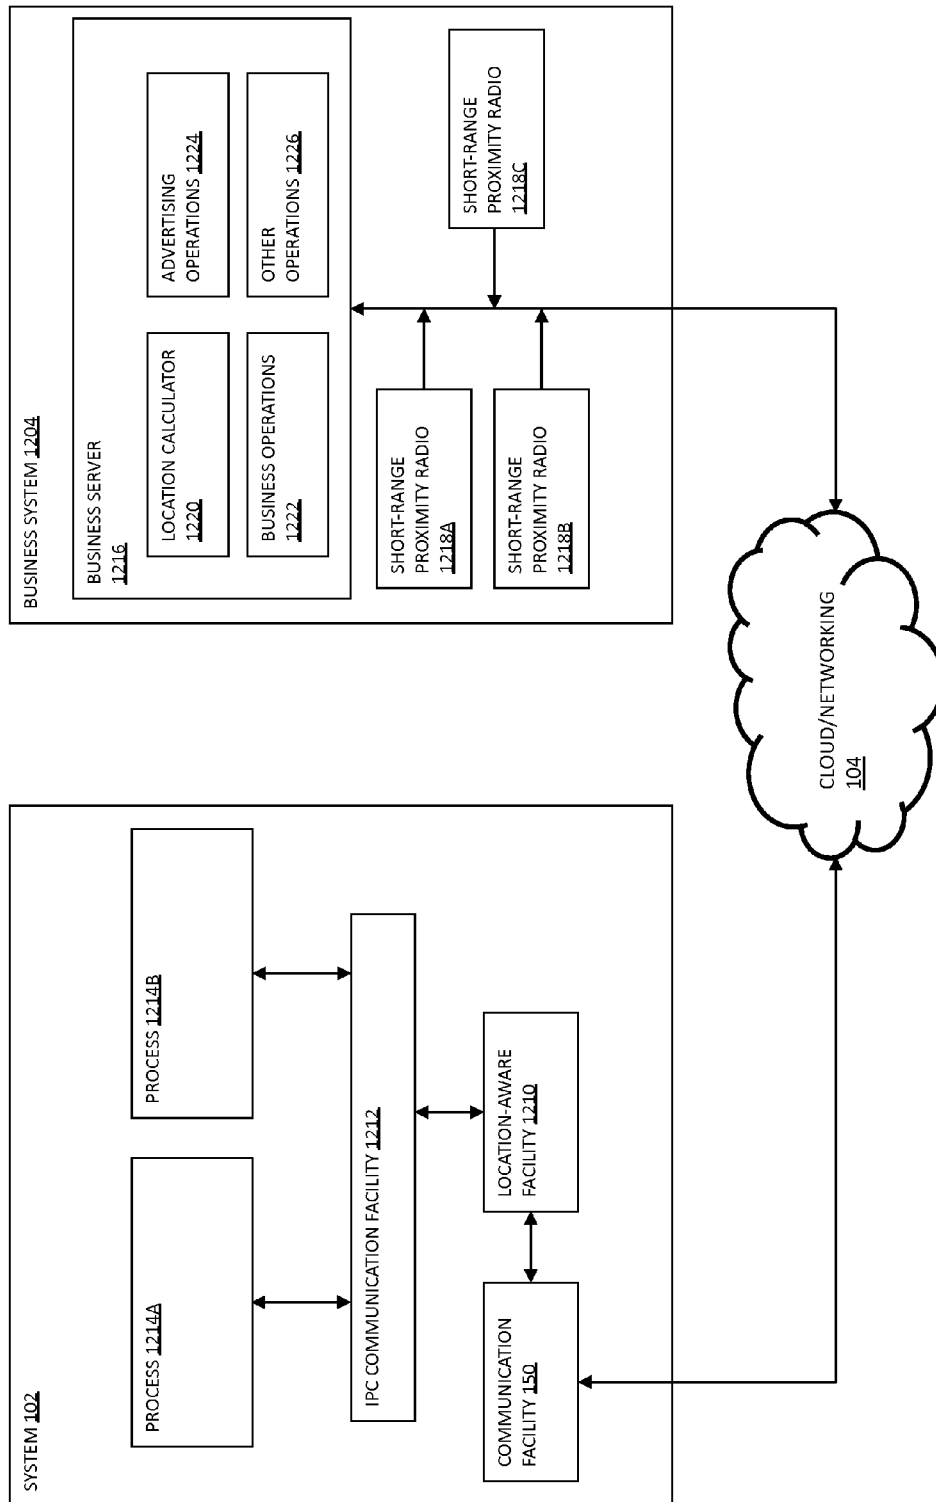 SYSTEM 102
PROCESS 1214A
PROCESS 1214B
IPC COMMUNICATION FACILITY 1212
COMMUNICATION
FACILITY 150
LOCATION-AWARE
FACILITY 1210
CLOUD/NETWORKING
104
BUSINESS SYSTEM 1204
BUSINESS SERVER
1216
LOCATION CALCULATOR
1220
ADVERTISING
OPERATIONS 1224
BUSINESS OPERATIONS
1222
OTHER
OPERATIONS 1226
SHORT-RANGE
PROXIMITY RADIO
1218A
SHORT-RANGE
PROXIMITY RADIO
1218B
SHORT-RANGE
PROXIMITY RADIO
1218C